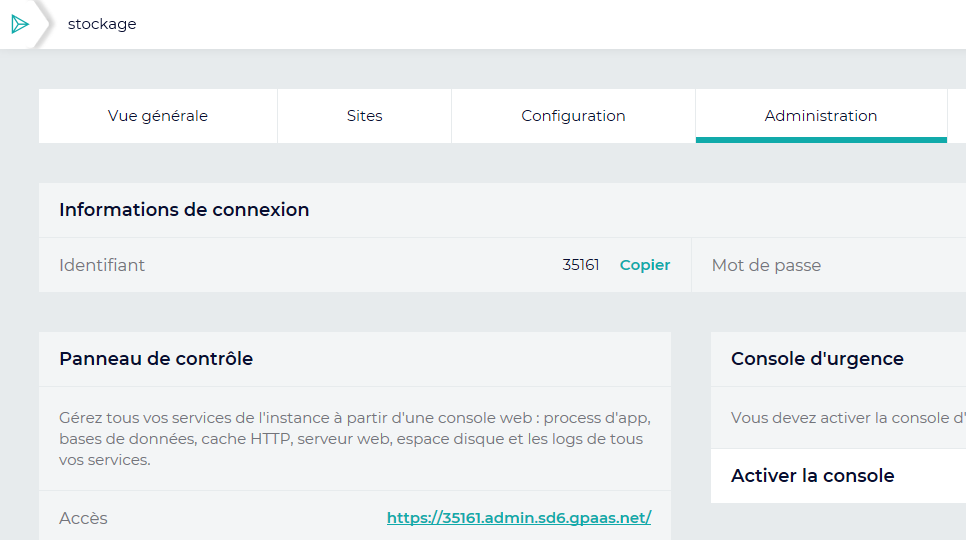 stockage
Vue générale
Sites
Configuration
Administration
Informations de connexion
Identifiant
35161
Copier
Mot de passe
Panneau de contrôle
Gérez tous vos services de l'instance à partir d'une console web : process d'app,
bases de données, cache HTTP, serveur web, espace disque et les logs de tous
vos services.
Accès
https://35161.admin.sd6.gpaas.net/
Console d'urgence
Vous devez activer la console d'
Activer la console